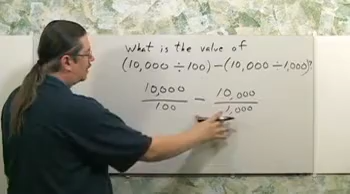 What is the value of
(10,000 ÷ 100) – (10,000 ÷ 1,000)?
10,000 – 10,000
100 1,000